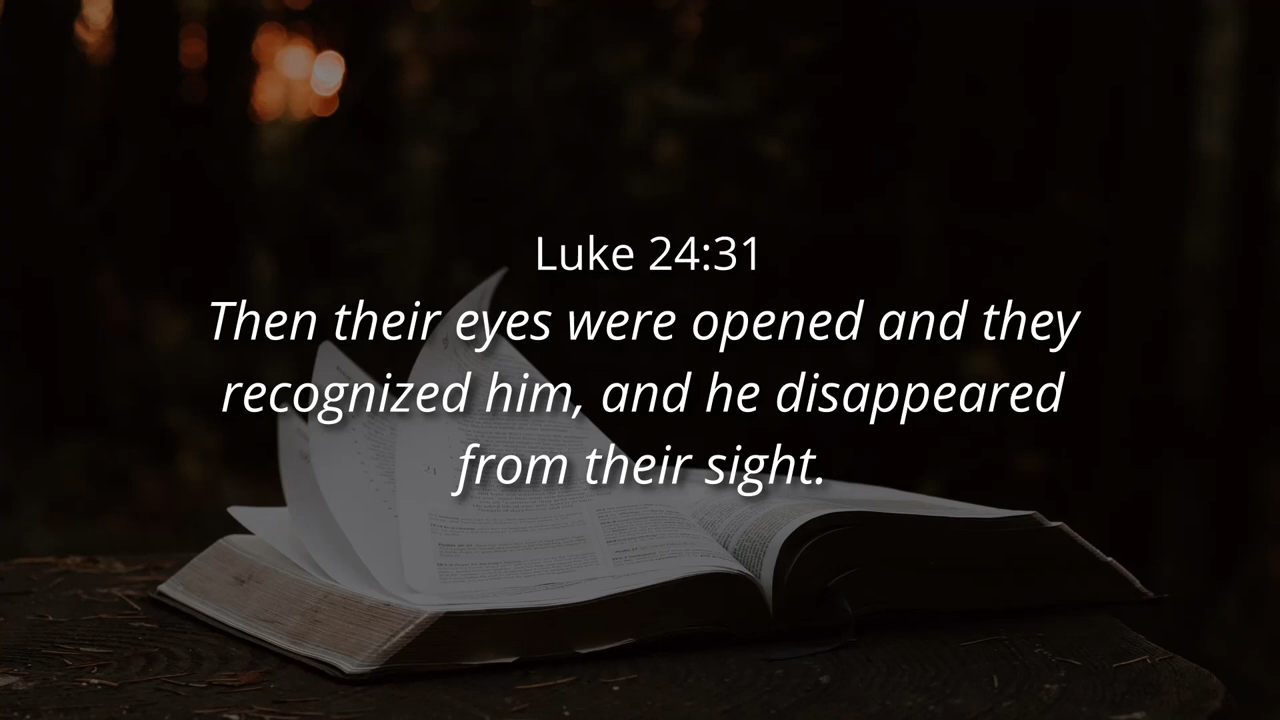 Luke 24:31
Then their eyes were opened and they
recognized him, and he disappeared
from their sight.